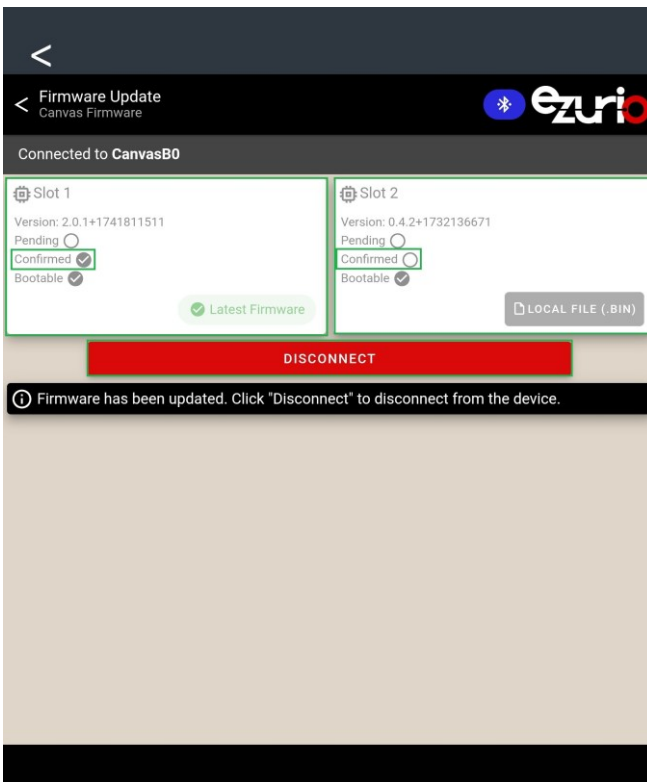 <
< Firmware Update
Canvas Firmware
ezurio
Connected to CanvasB0
Slot 1
Version: 2.0.1+1741811511
Pending
Confirmed
Bootable
Latest Firmware
Slot 2
Version: 0.4.2+1732136671
Pending
Confirmed
Bootable
LOCAL FILE (.BIN)
DISCONNECT
Firmware has been updated. Click "Disconnect" to disconnect from the device.